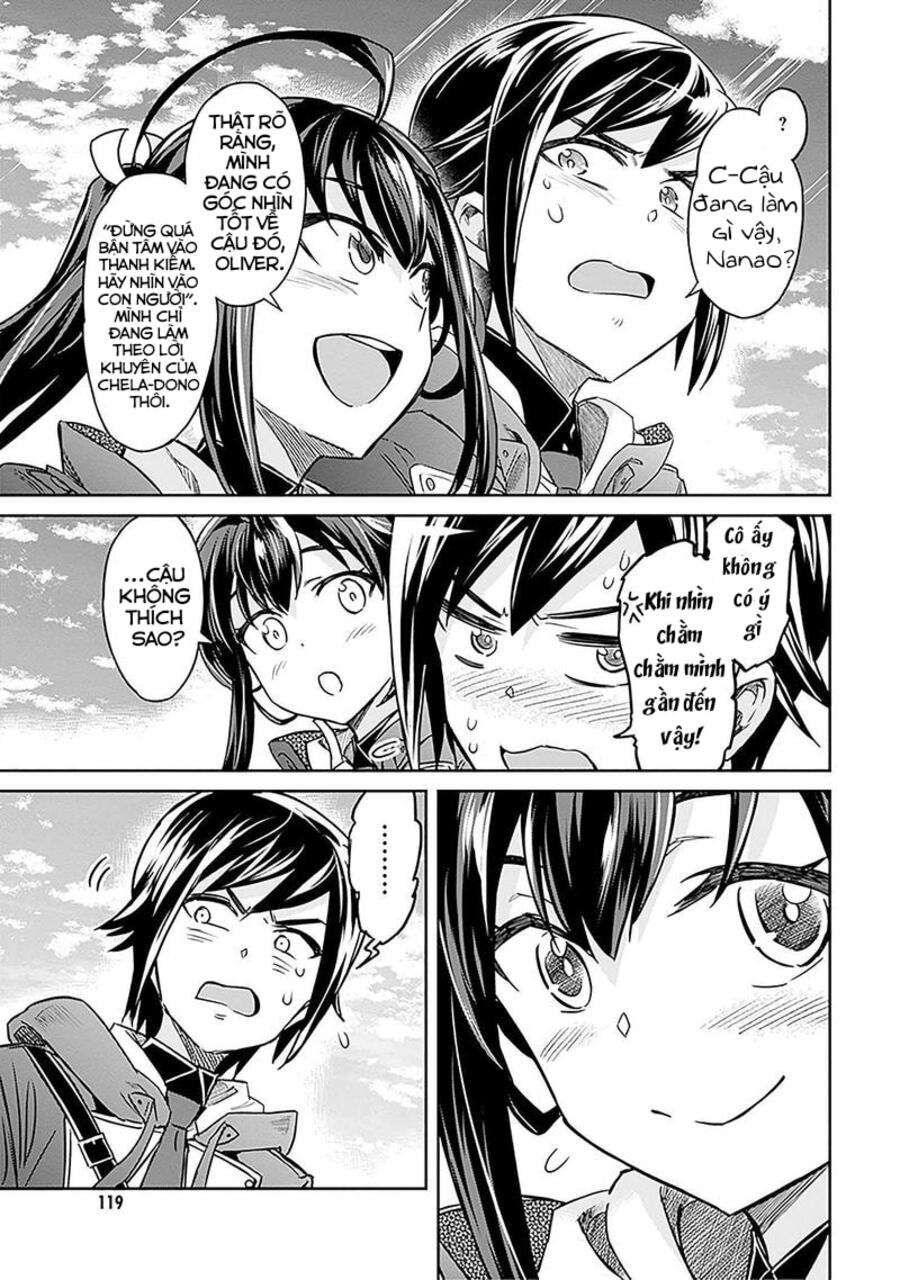 ?
C-Cậu
đang làm
gì vậy,
Nanao?
THẬT RÕ
RÀNG,
MÌNH
ĐANG CÓ
GÓC NHÌN
TỐT VỀ
CẬU ĐÓ,
OLIVER.
“ĐỪNG QUÁ
BẬN TÂM VÀO
THANH KIẾM.
HÃY NHÌN VÀO
CON NGƯỜI”.
MÌNH CHỈ
ĐANG LÀM
THEO LỜI
KHUYÊN CỦA
CHELA-DONO
THÔI.
Cô ấy
không
có ý
gì
Khi nhìn
chằm
chằm mình
gần đến
vậy!
...CẬU
KHÔNG
THÍCH
SAO?
.........
119